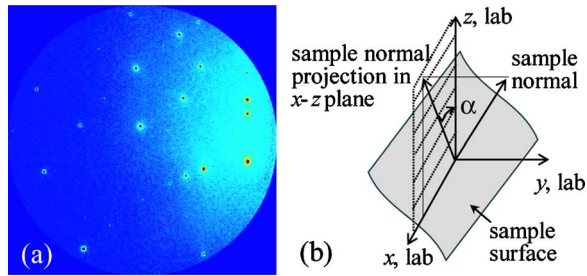 (a)
(b)
z, lab
sample normal
projection in
x-z plane
sample
normal
α
y, lab
x, lab
sample
surface